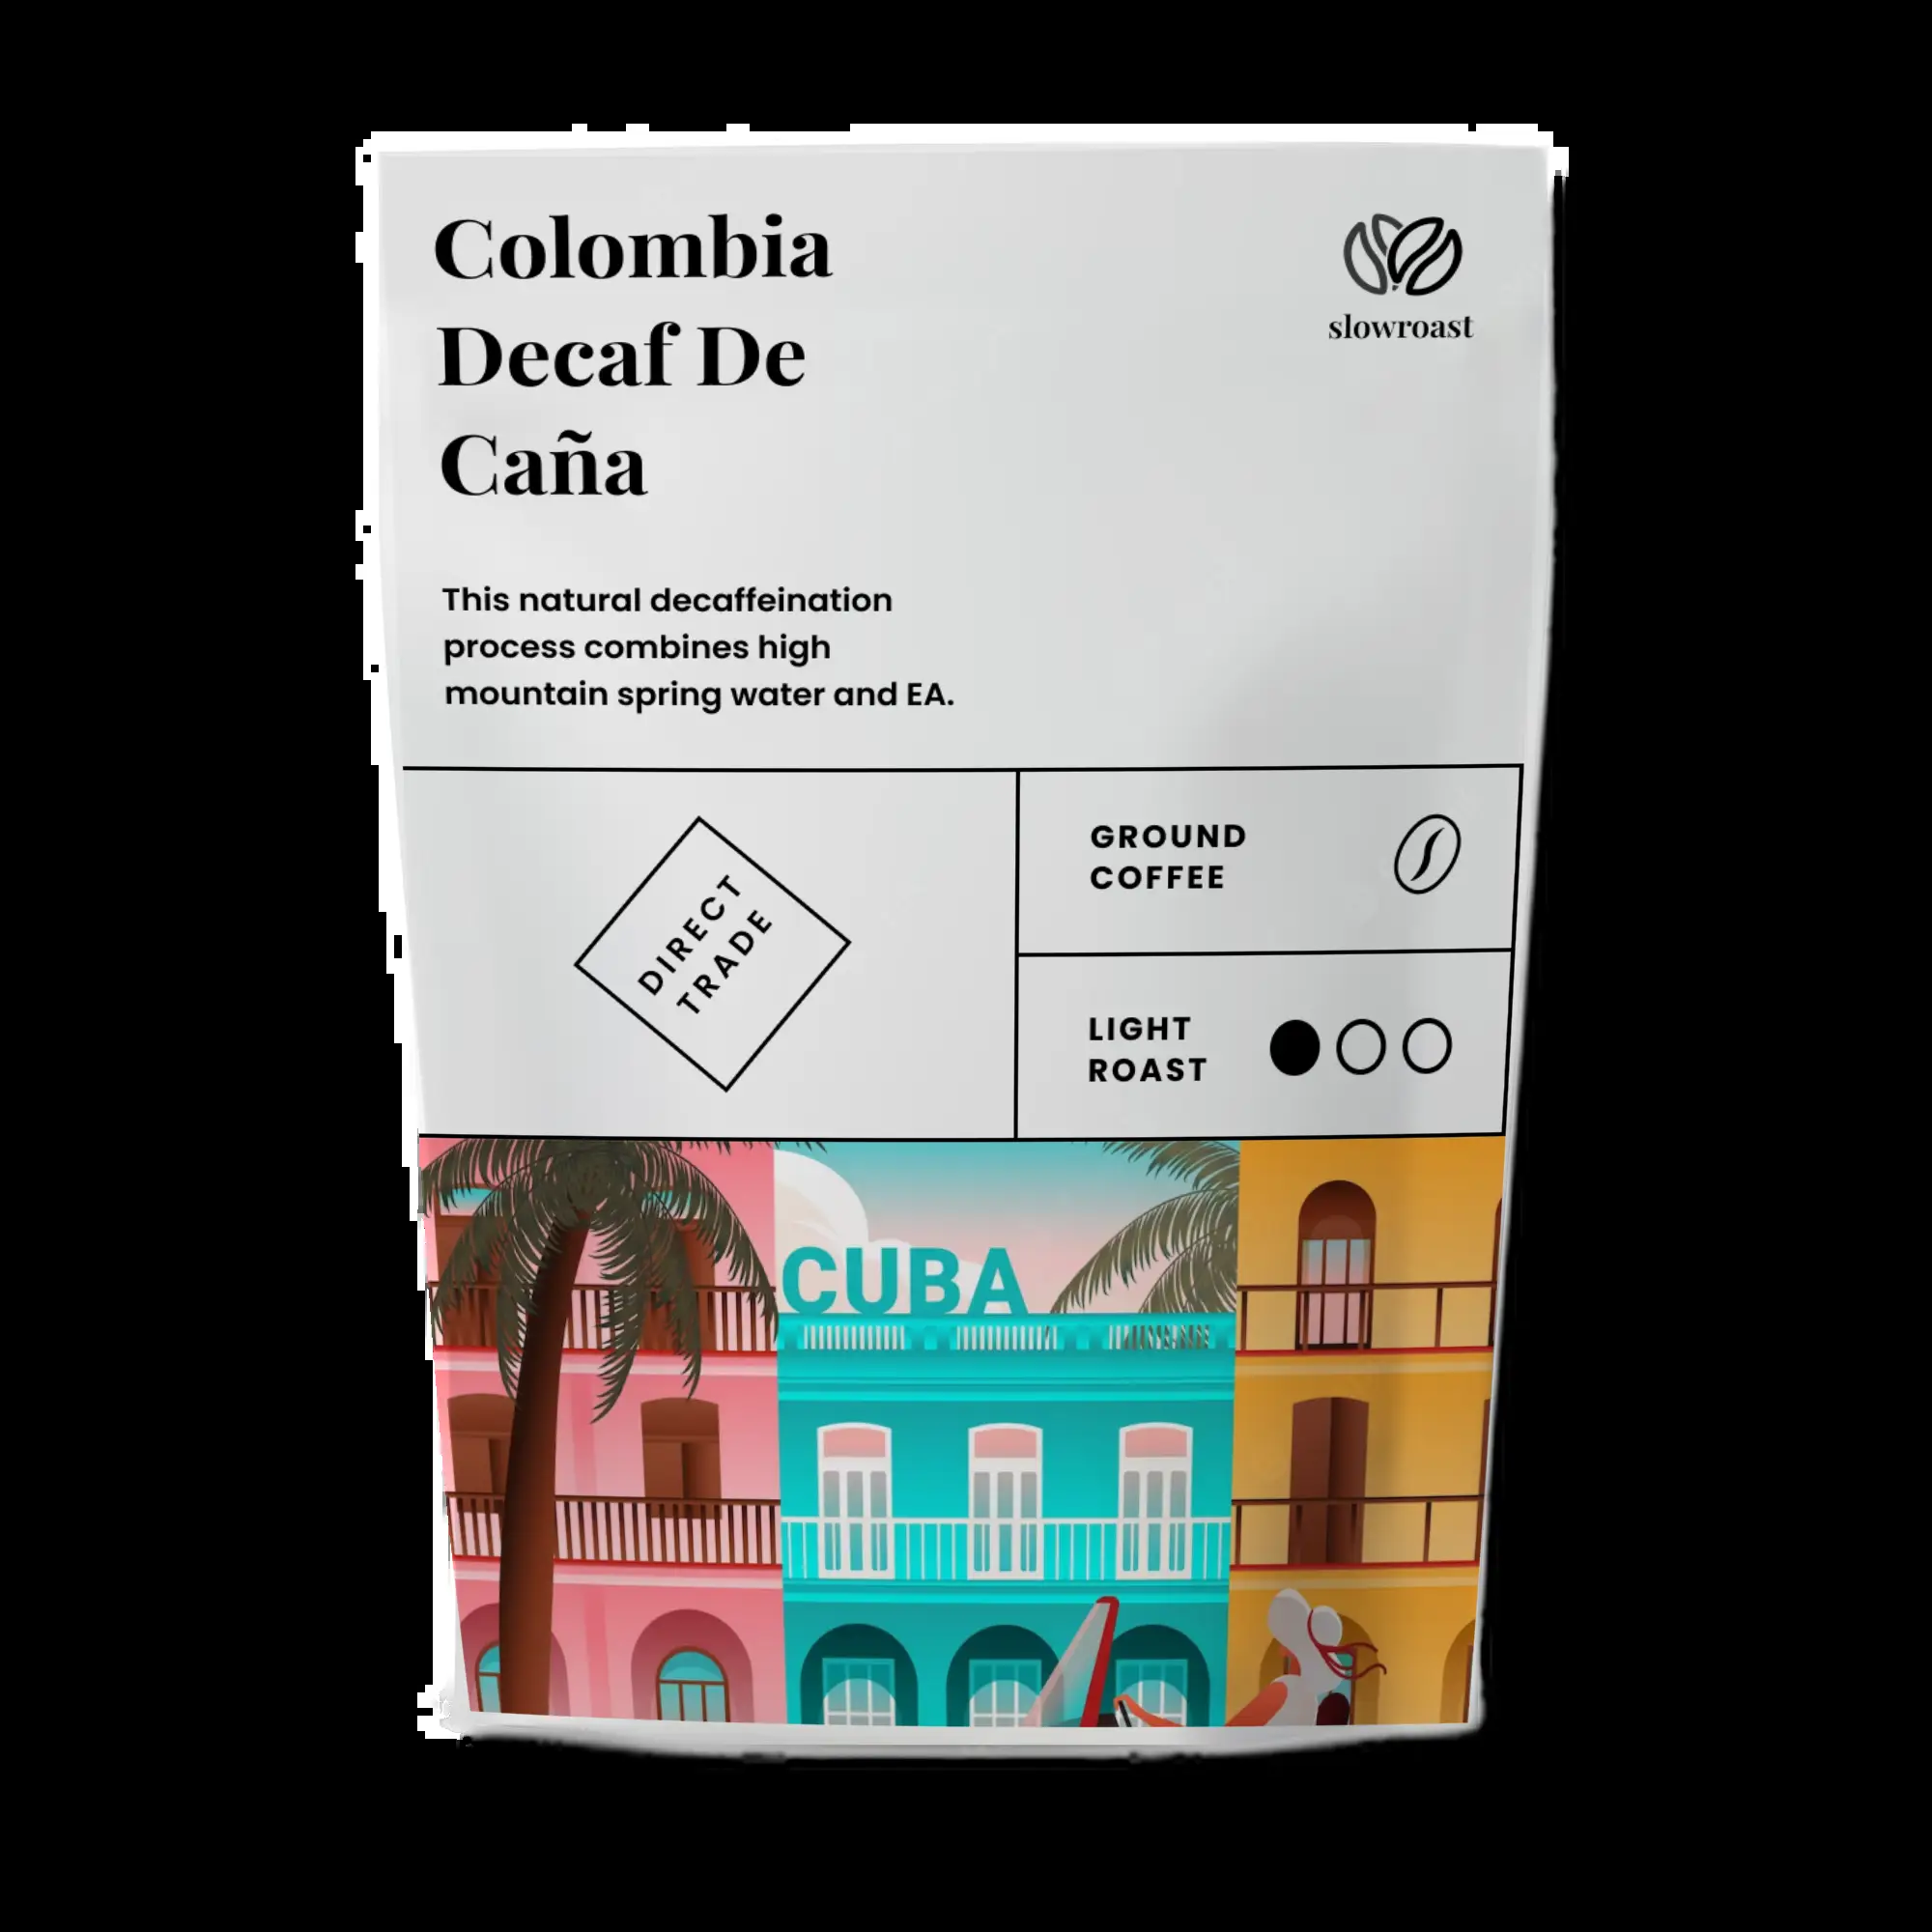 Colombia
Decaf De
Caña
slowroast
This natural decaffeination
process combines high
mountain spring water and EA.
DIRECT
TRADE
GROUND
COFFEE
LIGHT
ROAST
CUBA